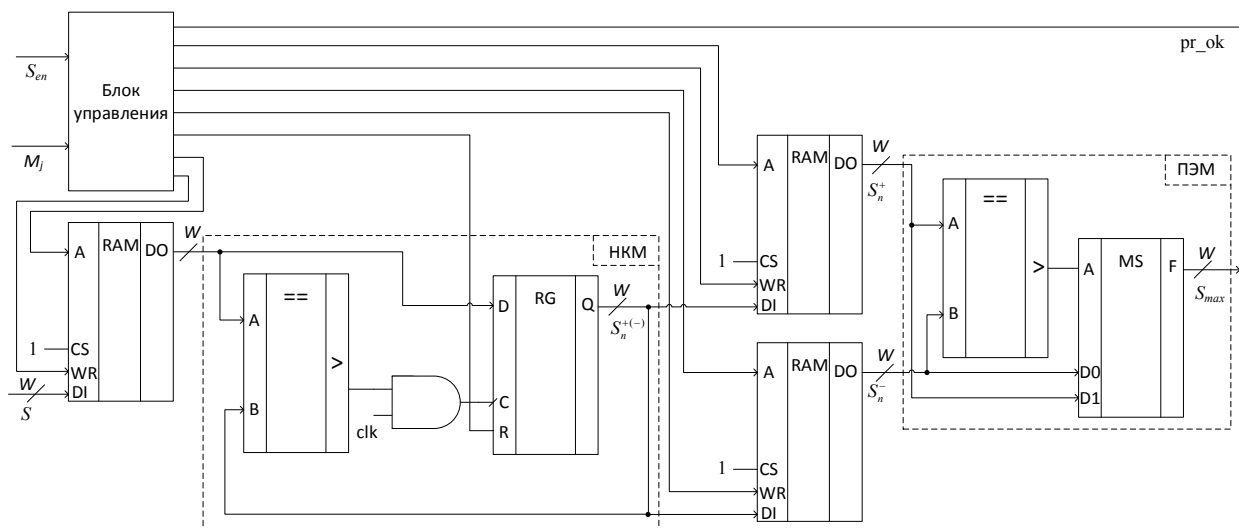 pr_ok
S_en
Блок
управления
M_j
A
RAM
DO
W
1
CS
WR
W
DI
S
НКМ
==
A
>
B
clk
D
RG
Q
W
S_n^+(−)
C
R
A
RAM
DO
W
S_n^+
1
CS
WR
DI
A
RAM
DO
W
S_n^−
1
CS
WR
DI
ПЭМ
==
A
>
B
A
MS
F
W
S_max
D0
D1